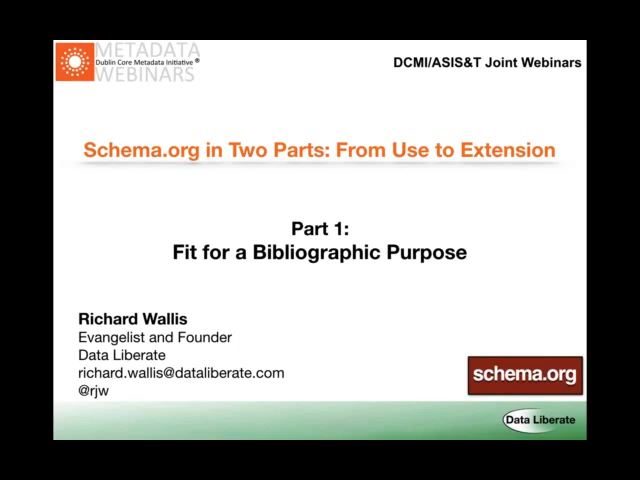 METADATA
Dublin Core Metadata Initiative ®
WEBINARS
DCMI/ASIS&T Joint Webinars
Schema.org in Two Parts: From Use to Extension
Part 1:
Fit for a Bibliographic Purpose
Richard Wallis
Evangelist and Founder
Data Liberate
richard.wallis@dataliberate.com
@rjw
schema.org
Data Liberate